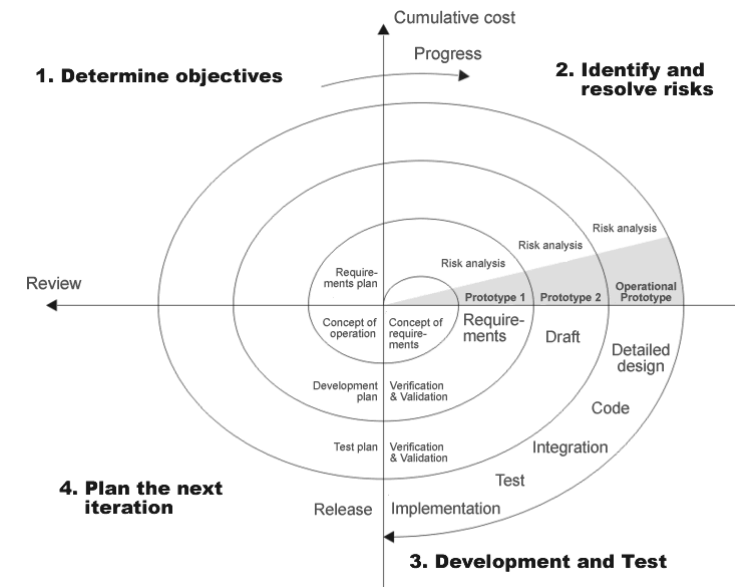 Cumulative cost
Progress
1. Determine objectives
2. Identify and
resolve risks
Risk analysis
Risk analysis
Risk analysis
Require-
ments plan
Review
Operational
Prototype
Prototype 1
Prototype 2
Concept of
operation
Concept of
require-
ments
Require-
ments
Draft
Detailed
design
Development
plan
Verification
& Validation
Code
Test plan
Verification
& Validation
Integration
Test
4. Plan the next
iteration
Release
Implementation
3. Development and Test